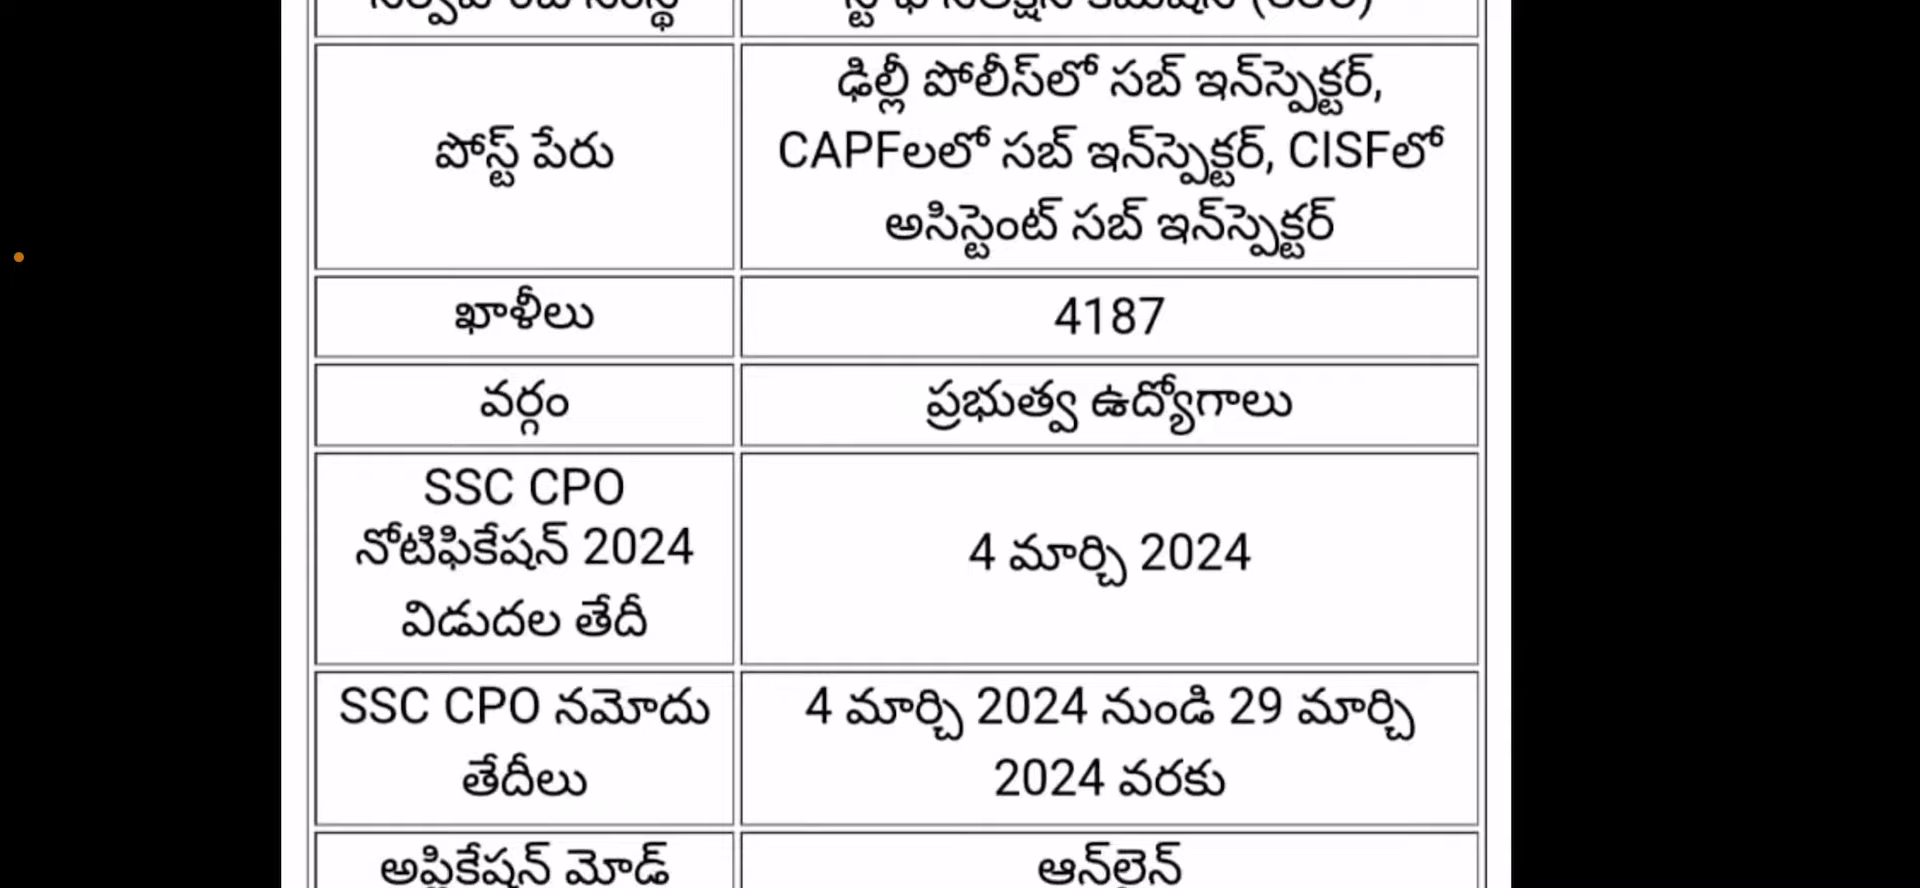 పోస్ట్ పేరు
ఢిల్లీ పోలీస్‌లో సబ్ ఇన్‌స్పెక్టర్,
CAPFలలో సబ్ ఇన్‌స్పెక్టర్, CISFలో
అసిస్టెంట్ సబ్ ఇన్‌స్పెక్టర్
ఖాళీలు
4187
వర్గం
ప్రభుత్వ ఉద్యోగాలు
SSC CPO
నోటిఫికేషన్ 2024
విడుదల తేదీ
4 మార్చి 2024
SSC CPO నమోదు
తేదీలు
4 మార్చి 2024 నుండి 29 మార్చి
2024 వరకు
అప్లికేషన్ మోడ్
ఆన్‌లైన్